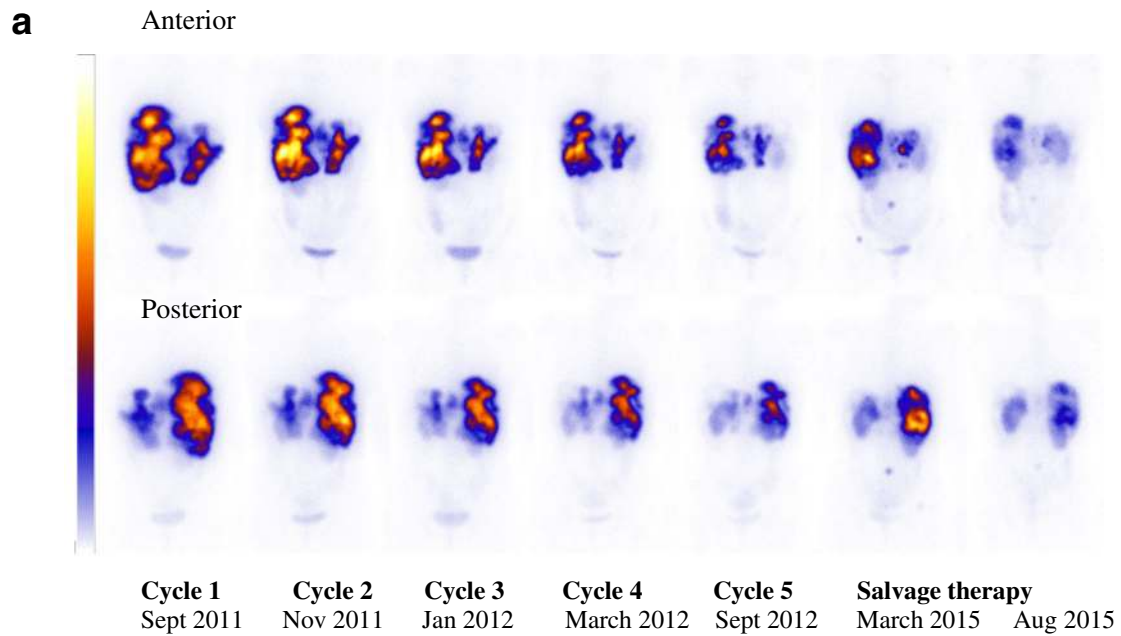 a
Anterior
Posterior
Cycle 1 Cycle 2 Cycle 3 Cycle 4 Cycle 5 Salvage therapy
Sept 2011 Nov 2011 Jan 2012 March 2012 Sept 2012 March 2015 Aug 2015